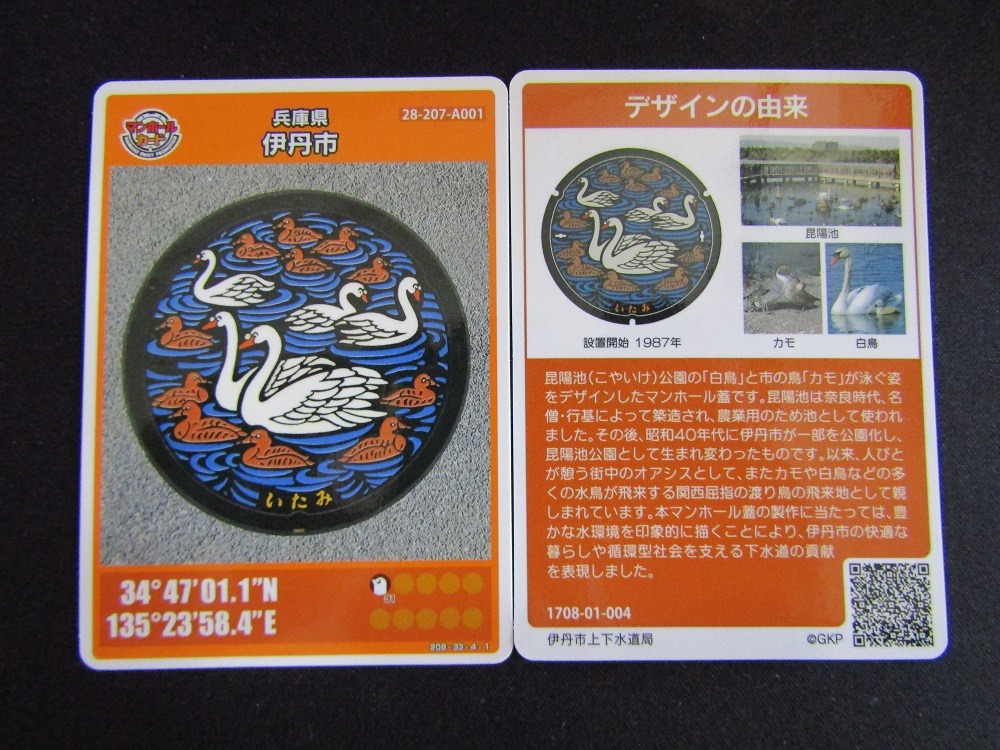 マンホール
カード
兵庫県
伊丹市
28-207-A001
いたみ
34°47'01.1"N
135°23'58.4"E
31
208-33-4-1
デザインの由来
いたみ
設置開始 1987年
昆陽池
カモ
白鳥
昆陽池(こやいけ)公園の「白鳥」と市の鳥「カモ」が泳ぐ姿
をデザインしたマンホール蓋です。昆陽池は奈良時代、名
僧・行基によって築造され、農業用のため池として使われ
ました。その後、昭和40年代に伊丹市が一部を公園化し、
昆陽池公園として生まれ変わったものです。以来、人びと
が憩う街中のオアシスとして、またカモや白鳥などの多
くの水鳥が飛来する関西屈指の渡り鳥の飛来地として親
しまれています。本マンホール蓋の製作に当たっては、豊
かな水環境を印象的に描くことにより、伊丹市の快適な
暮らしや循環型社会を支える下水道の貢献
を表現しました。
1708-01-004
伊丹市上下水道局
©GKP